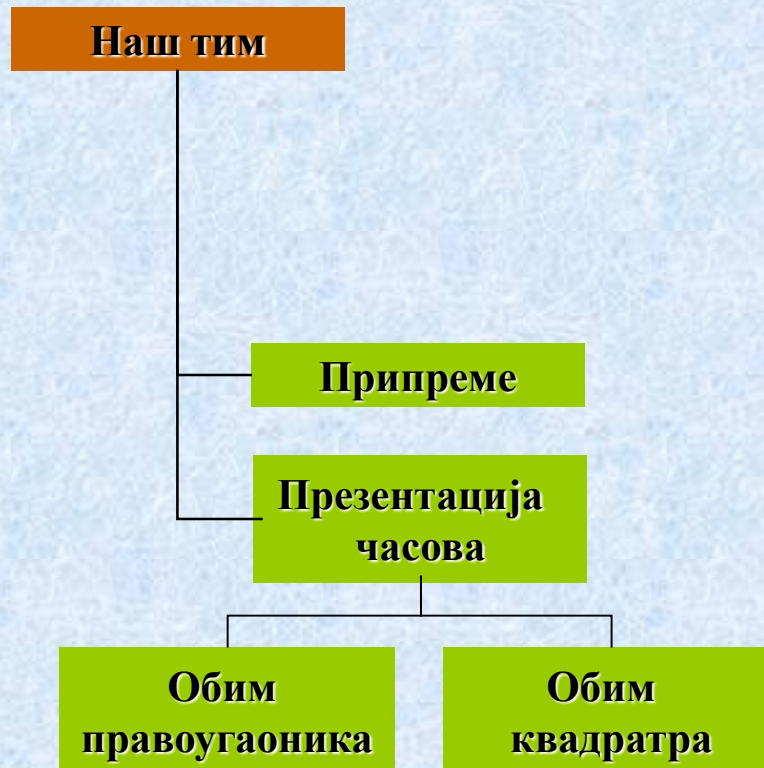 Наш тим
Припреме
Презентација
часова
Обим
правоугаоника
Обим
квадратра